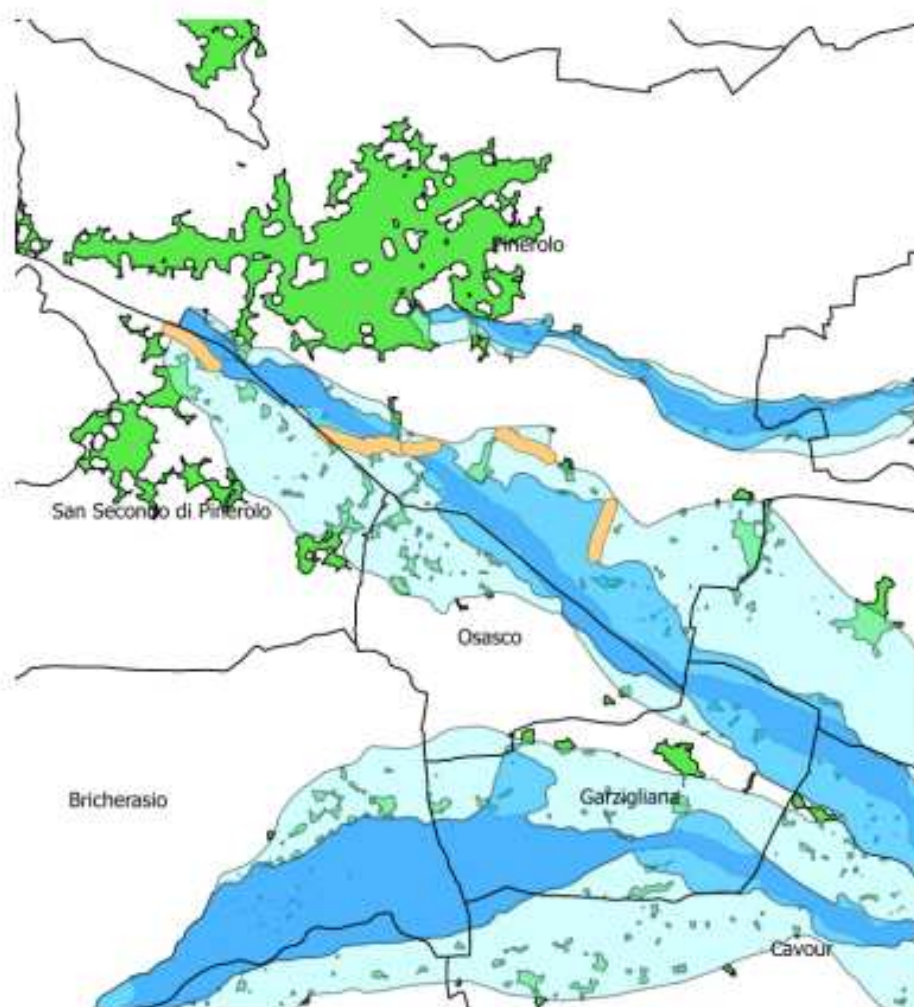 Pinerolo
San Secondo di Pinerolo
Osasco
Bricherasio
Garzigliana
Cavour